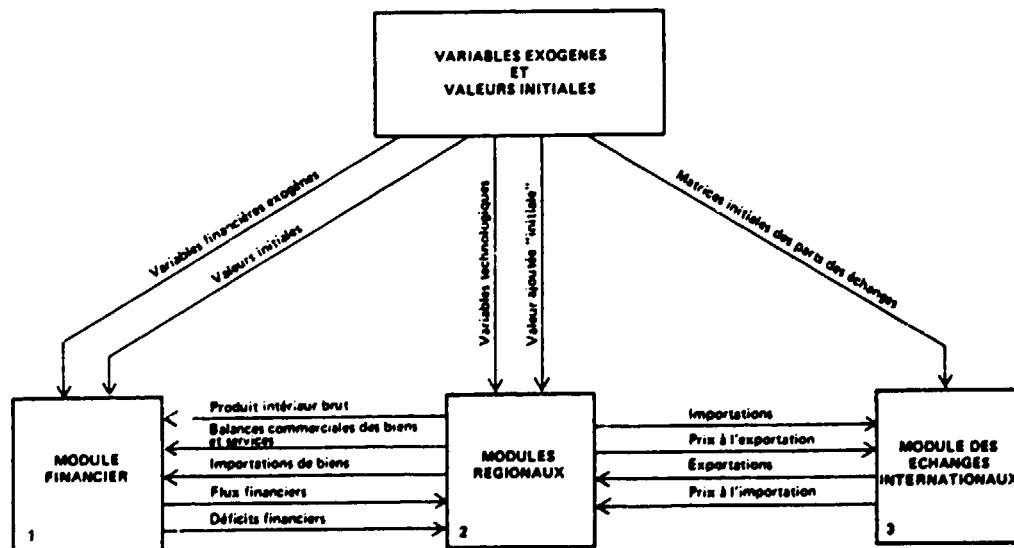 VARIABLES EXOGENES
ET
VALEURS INITIALES
Variables financières exogènes
Valeurs initiales
Variables technologiques
Valeur ajoutée "initiale"
Matrices initiales des parts des échanges
Produit intérieur brut
Balances commerciales des biens
et services
Importations de biens
Flux financiers
Déficits financiers
MODULE
FINANCIER
1
MODULES
REGIONAUX
2
Importations
Prix à l'exportation
Exportations
Prix à l'importation
MODULE DES
ECHANGES
INTERNATIONAUX
3